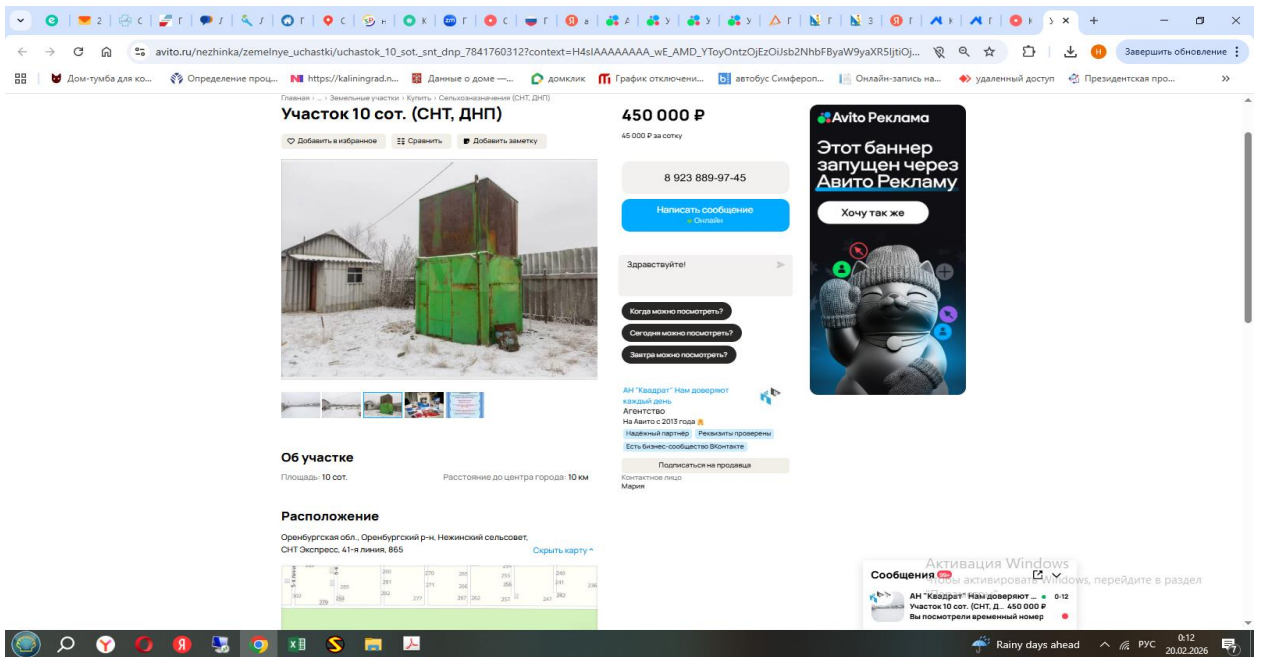 avito.ru/nezhinka/zemelnye_uchastki/uchastok_10_sot._snt_dnp_7841760312?context=H4sIAAAAAAAA_wE_AMD_YToyOntzOjEzOiJsb2NhbFByaW9yaXR5IjtiOj...
Завершить обновление
Дом-тумба для ко...
Определение проц...
https://kaliningrad.n...
Данные о доме —...
домклик
График отключени...
автобус Симфероп...
Онлайн-запись на...
удаленный доступ
Президентская про...
Главная › ... › Земельные участки › Купить › Сельхозназначения (СНТ, ДНП)
Участок 10 сот. (СНТ, ДНП)
Добавить в избранное
Сравнить
Добавить заметку
450 000 ₽
45 000 ₽ за сотку
8 923 889-97-45
Написать сообщение
Онлайн
Здравствуйте!
Когда можно посмотреть?
Сегодня можно посмотреть?
Завтра можно посмотреть?
АН "Квадрат" Нам доверяют
каждый день
Агентство
На Авито с 2013 года
Надёжный партнёр
Реквизиты проверены
Есть бизнес-сообщество ВКонтакте
Подписаться на продавца
Контактное лицо
Мария
Avito Реклама
Этот баннер
запущен через
Авито Рекламу
Хочу так же
Об участке
Площадь: 10 сот.
Расстояние до центра города: 10 км
Расположение
Оренбургская обл., Оренбургский р-н, Нежинский сельсовет,
СНТ Экспресс, 41-я линия, 865
Скрыть карту
Активация Windows
Чтобы активировать Windows, перейдите в раздел
Сообщения 99+
АН "Квадрат" Нам доверяют ...
0:12
Участок 10 сот. (СНТ, Д... 450 000 ₽
Вы посмотрели временный номер
Rainy days ahead
РУС
0:12
20.02.2026